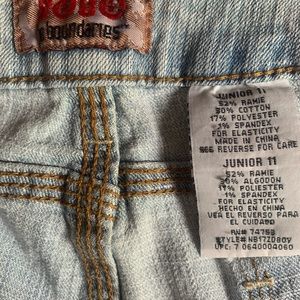 boundaries
JUNIOR 11
52% RAMIE
30% COTTON
17% POLYESTER
1% SPANDEX
FOR ELASTICITY
MADE IN CHINA
SEE REVERSE FOR CARE
JUNIOR 11
52% RAMIE
30% ALGODON
17% POLIESTER
1% SPANDEX
FOR ELASTICITY
HECHO EN CHINA
VEA EL REVERSO PARA
EL CUIDADO
RN# 74753